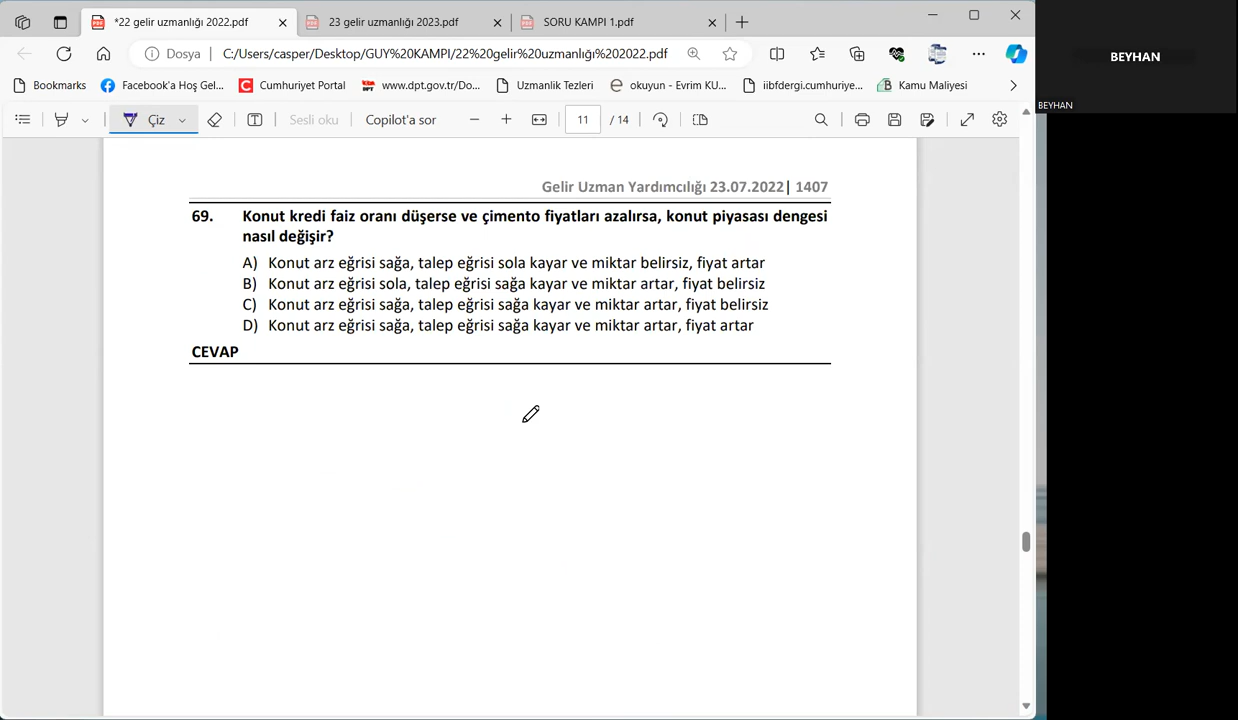 *22 gelir uzmanlığı 2022.pdf
23 gelir uzmanlığı 2023.pdf
SORU KAMPI 1.pdf
Dosya
C:/Users/casper/Desktop/GUY%20KAMPI/22%20gelir%20uzmanlığı%202022.pdf
Bookmarks
Facebook'a Hoş Gel...
Cumhuriyet Portal
www.dpt.gov.tr/Do...
Uzmanlik Tezleri
okuyun - Evrim KU...
iibfdergi.cumhuriye...
Kamu Maliyesi
Çiz
Sesli oku
Copilot'a sor
11 / 14
BEYHAN
BEYHAN
Gelir Uzman Yardımcılığı 23.07.2022| 1407
69. Konut kredi faiz oranı düşerse ve çimento fiyatları azalırsa, konut piyasası dengesi
nasıl değişir?
A) Konut arz eğrisi sağa, talep eğrisi sola kayar ve miktar belirsiz, fiyat artar
B) Konut arz eğrisi sola, talep eğrisi sağa kayar ve miktar artar, fiyat belirsiz
C) Konut arz eğrisi sağa, talep eğrisi sağa kayar ve miktar artar, fiyat belirsiz
D) Konut arz eğrisi sağa, talep eğrisi sağa kayar ve miktar artar, fiyat artar
CEVAP